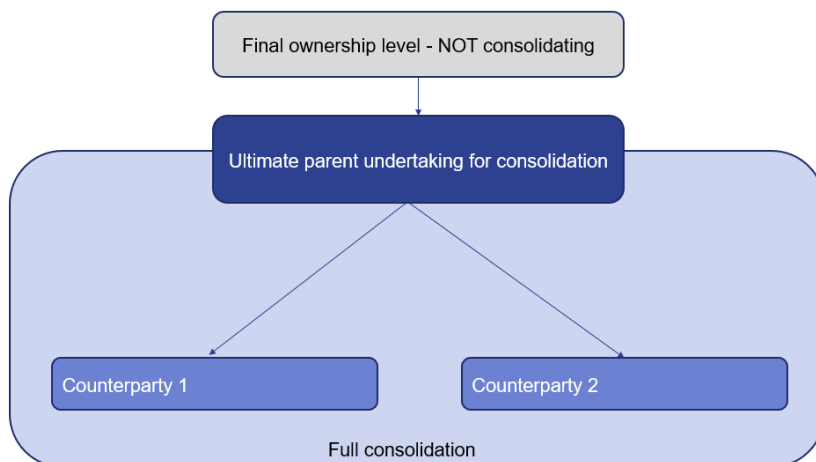 Final ownership level - NOT consolidating
Ultimate parent undertaking for consolidation
Counterparty 1
Counterparty 2
Full consolidation